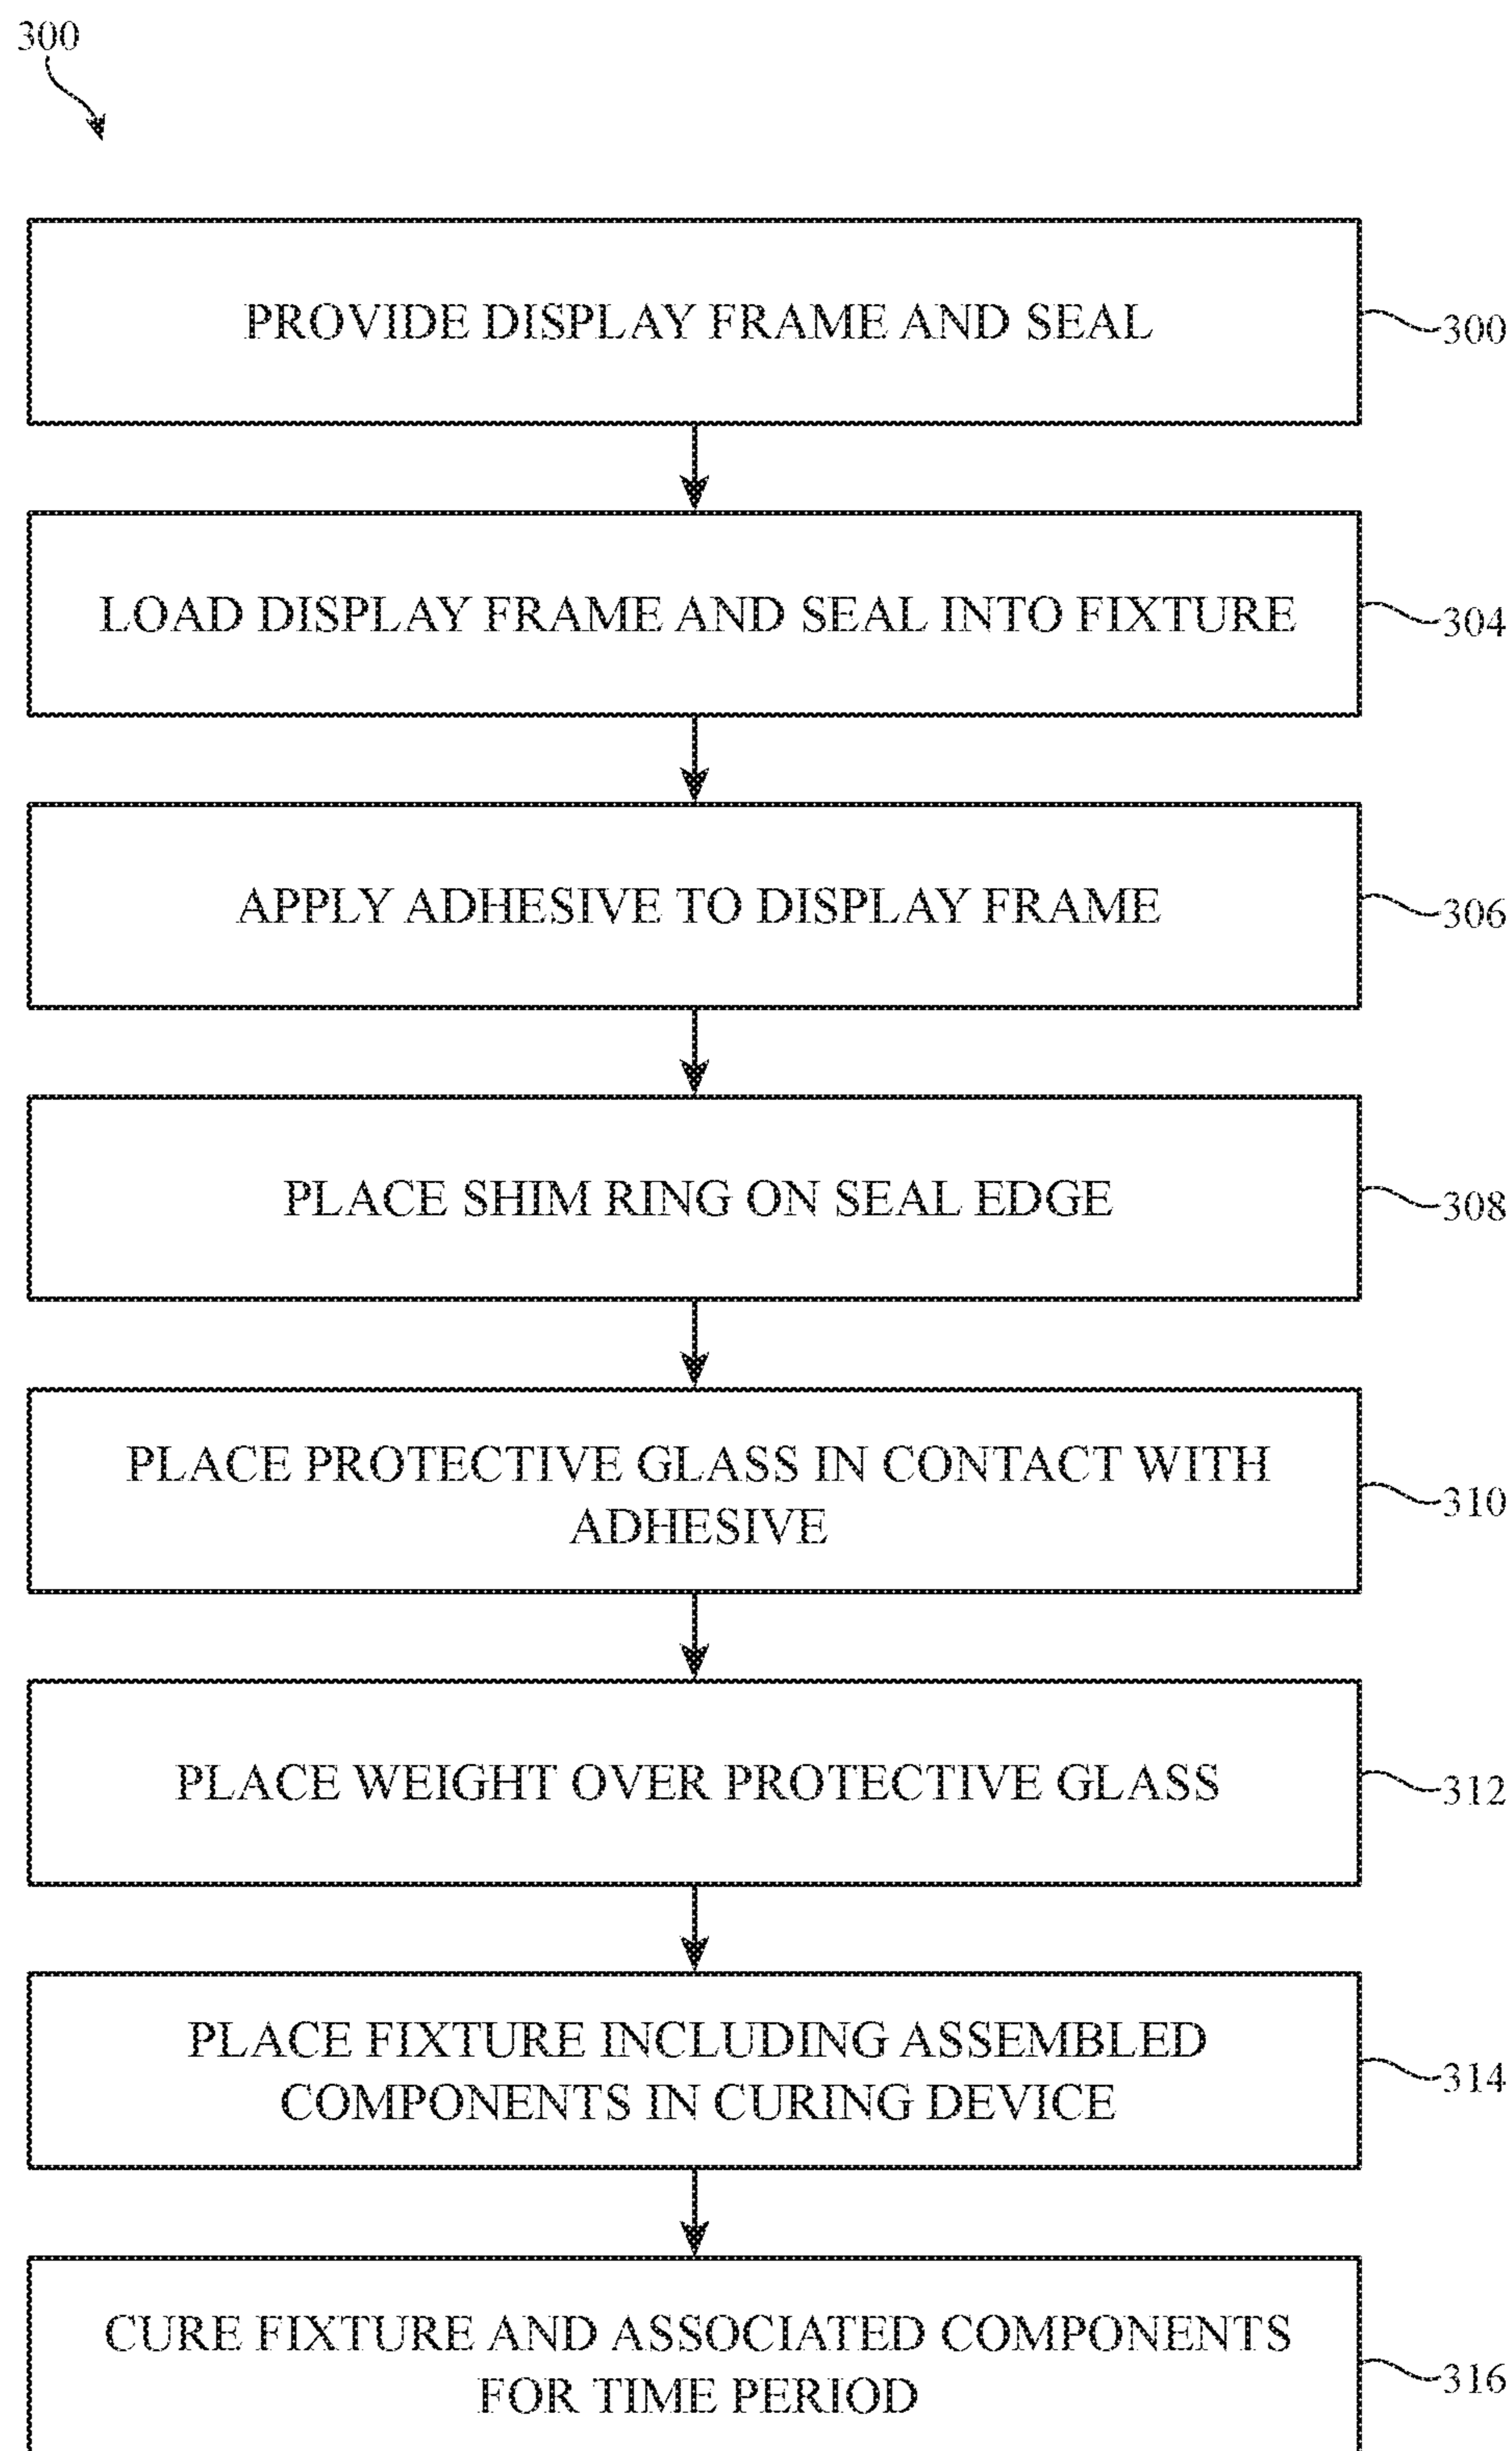 300
PROVIDE DISPLAY FRAME AND SEAL
300
LOAD DISPLAY FRAME AND SEAL INTO FIXTURE
304
APPLY ADHESIVE TO DISPLAY FRAME
306
PLACE SHIM RING ON SEAL EDGE
308
PLACE PROTECTIVE GLASS IN CONTACT WITH
ADHESIVE
310
PLACE WEIGHT OVER PROTECTIVE GLASS
312
PLACE FIXTURE INCLUDING ASSEMBLED
COMPONENTS IN CURING DEVICE
314
CURE FIXTURE AND ASSOCIATED COMPONENTS
FOR TIME PERIOD
316